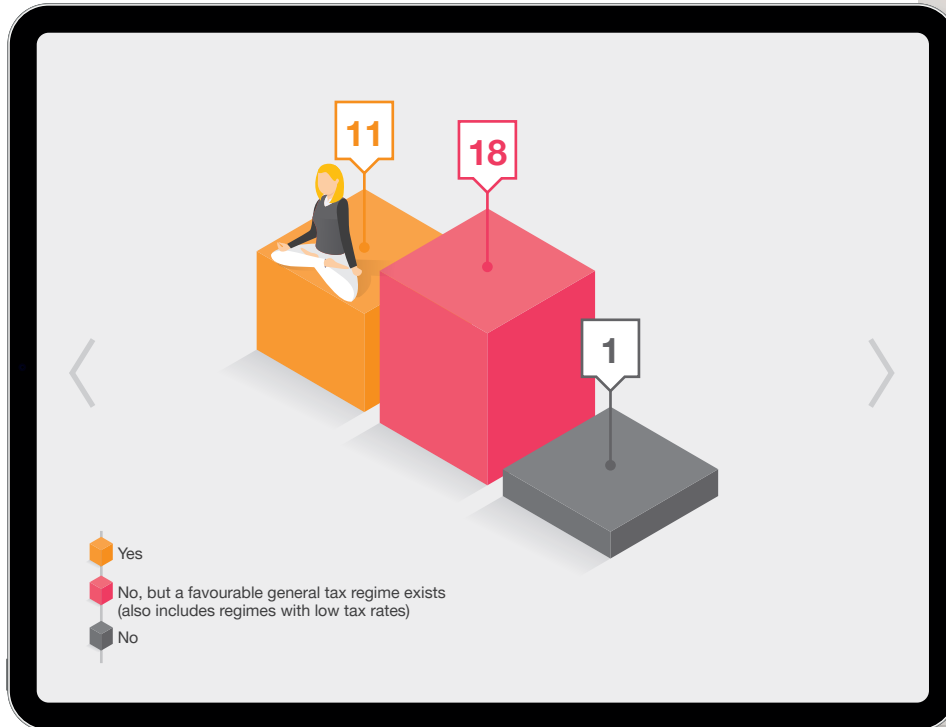 11
18
1
Yes
No, but a favourable general tax regime exists
(also includes regimes with low tax rates)
No